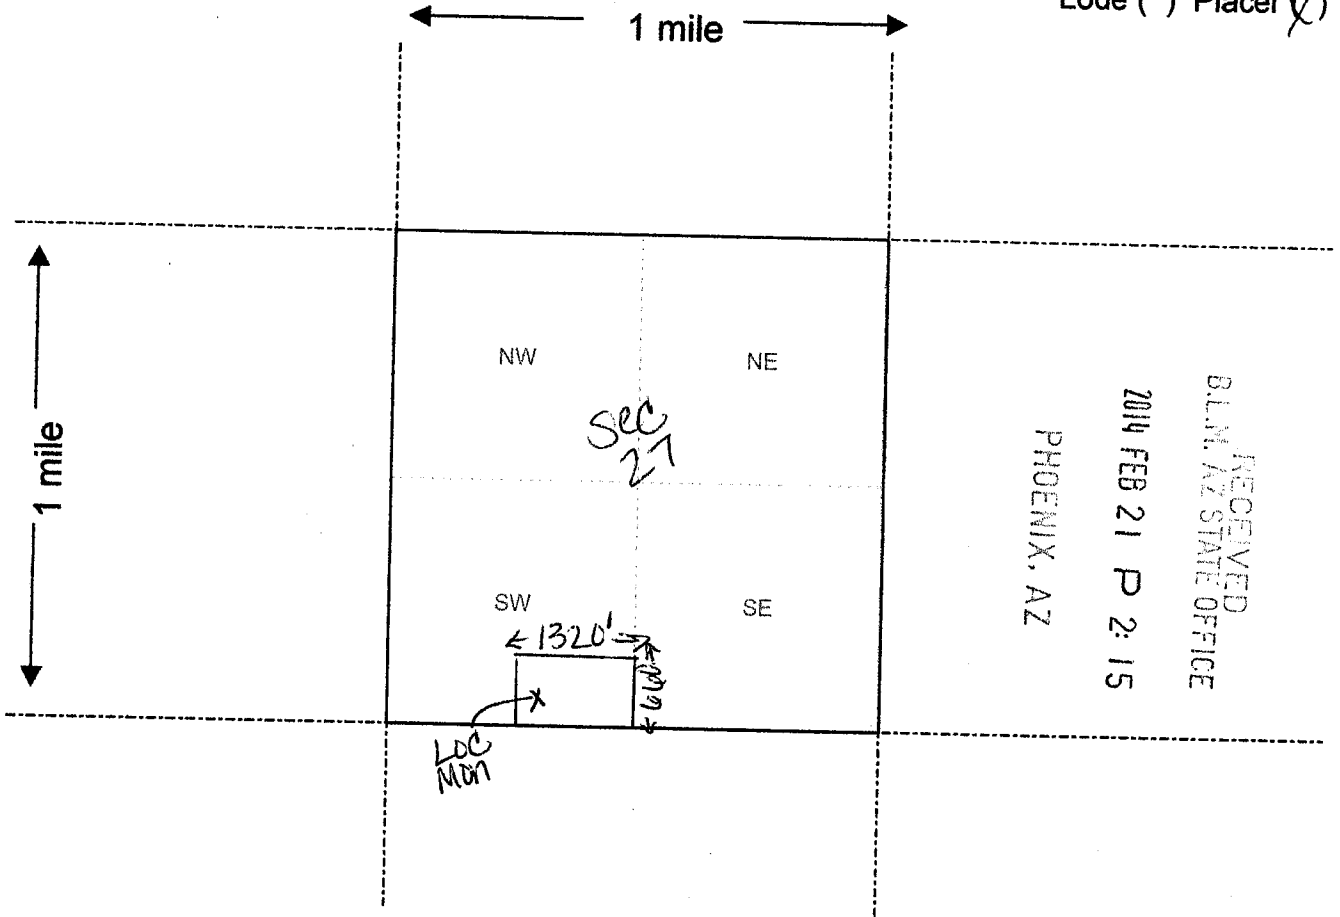 Lode ( ) Placer (X)
1 mile
1 mile
NW
NE
Sec
27
SW
SE
1320'
660'
Loc
Mon
RECEIVED
B.L.M. AZ STATE OFFICE
2014 FEB 21 P 2:15
PHOENIX, AZ